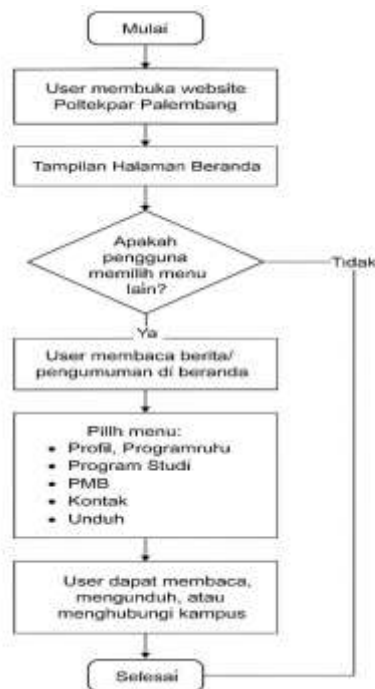 Mulai
User membuka website
Poltekpar Palembang
Tampilan Halaman Beranda
Apakah
pengguna
memilih menu
lain?
Tidak
Ya
User membaca berita/
pengumuman di beranda
Pilih menu:
• Profil, Programruhu
• Program Studi
• PMB
• Kontak
• Unduh
User dapat membaca,
mengunduh, atau
menghubungi kampus
Selesai